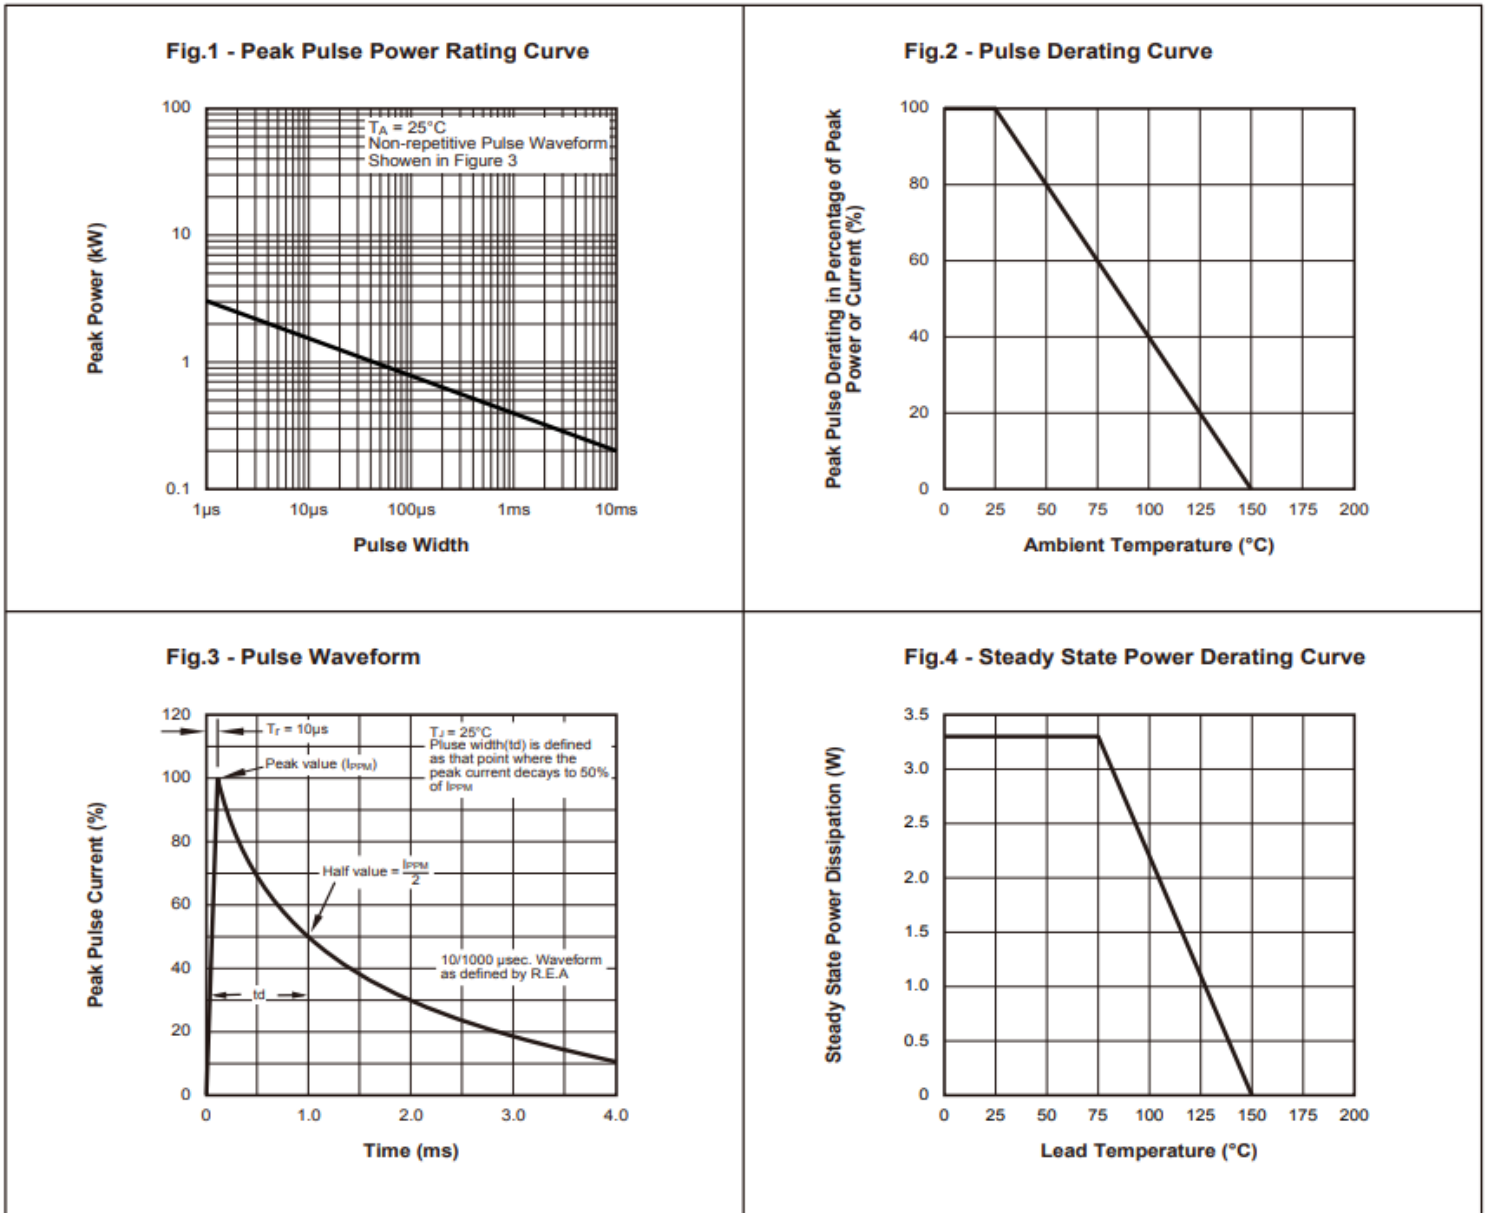 Fig.1 - Peak Pulse Power Rating Curve
Peak Power (kW)
100
10
1
0.1
TA = 25°C
Non-repetitive Pulse Waveform
Showen in Figure 3
1µs 10µs 100µs 1ms 10ms
Pulse Width
Fig.2 - Pulse Derating Curve
Peak Pulse Derating in Percentage of Peak
Power or Current (%)
100
80
60
40
20
0
0 25 50 75 100 125 150 175 200
Ambient Temperature (°C)
Fig.3 - Pulse Waveform
Peak Pulse Current (%)
120
100
80
60
40
20
0
Tr = 10µs
Peak value (IPPM)
TJ = 25°C
Pluse width(td) is defined
as that point where the
peak current decays to 50%
of IPPM
Half value = IPPM
2
10/1000 µsec. Waveform
as defined by R.E.A
td
0 1.0 2.0 3.0 4.0
Time (ms)
Fig.4 - Steady State Power Derating Curve
Steady State Power Dissipation (W)
3.5
3.0
2.5
2.0
1.5
1.0
0.5
0
0 25 50 75 100 125 150 175 200
Lead Temperature (°C)